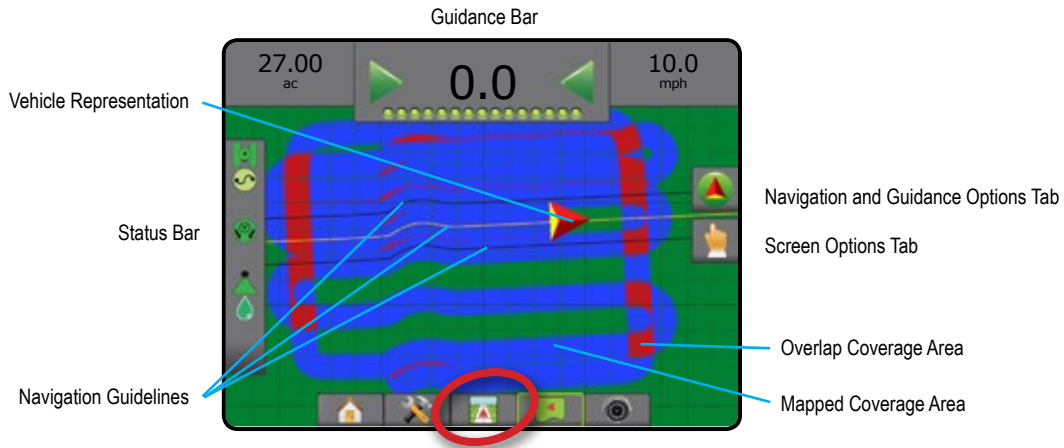 Guidance Bar
27.00
ac
0.0
10.0
mph
Vehicle Representation
Navigation and Guidance Options Tab
Status Bar
Screen Options Tab
Overlap Coverage Area
Navigation Guidelines
Mapped Coverage Area